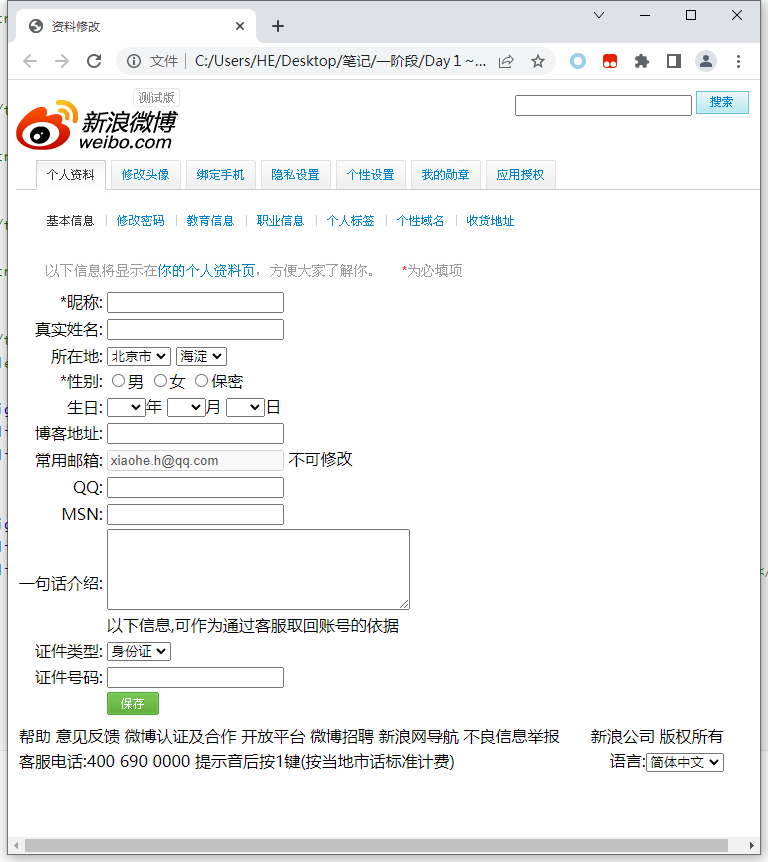 资料修改
文件 C:/Users/HE/Desktop/笔记/一阶段/Day 1 ~...
测试版
新浪微博
weibo.com
搜索
个人资料 修改头像 绑定手机 隐私设置 个性设置 我的勋章 应用授权
基本信息 修改密码 教育信息 职业信息 个人标签 个性域名 收货地址
以下信息将显示在你的个人资料页，方便大家了解你。 *为必填项
*昵称:
真实姓名:
所在地: 北京市 海淀
*性别: 男 女 保密
生日: 年 月 日
博客地址:
常用邮箱: xiaohe.h@qq.com 不可修改
QQ:
MSN:
一句话介绍:
以下信息,可作为通过客服取回账号的依据
证件类型: 身份证
证件号码:
保存
帮助 意见反馈 微博认证及合作 开放平台 微博招聘 新浪网导航 不良信息举报 新浪公司 版权所有
客服电话:400 690 0000 提示音后按1键(按当地市话标准计费) 语言:简体中文